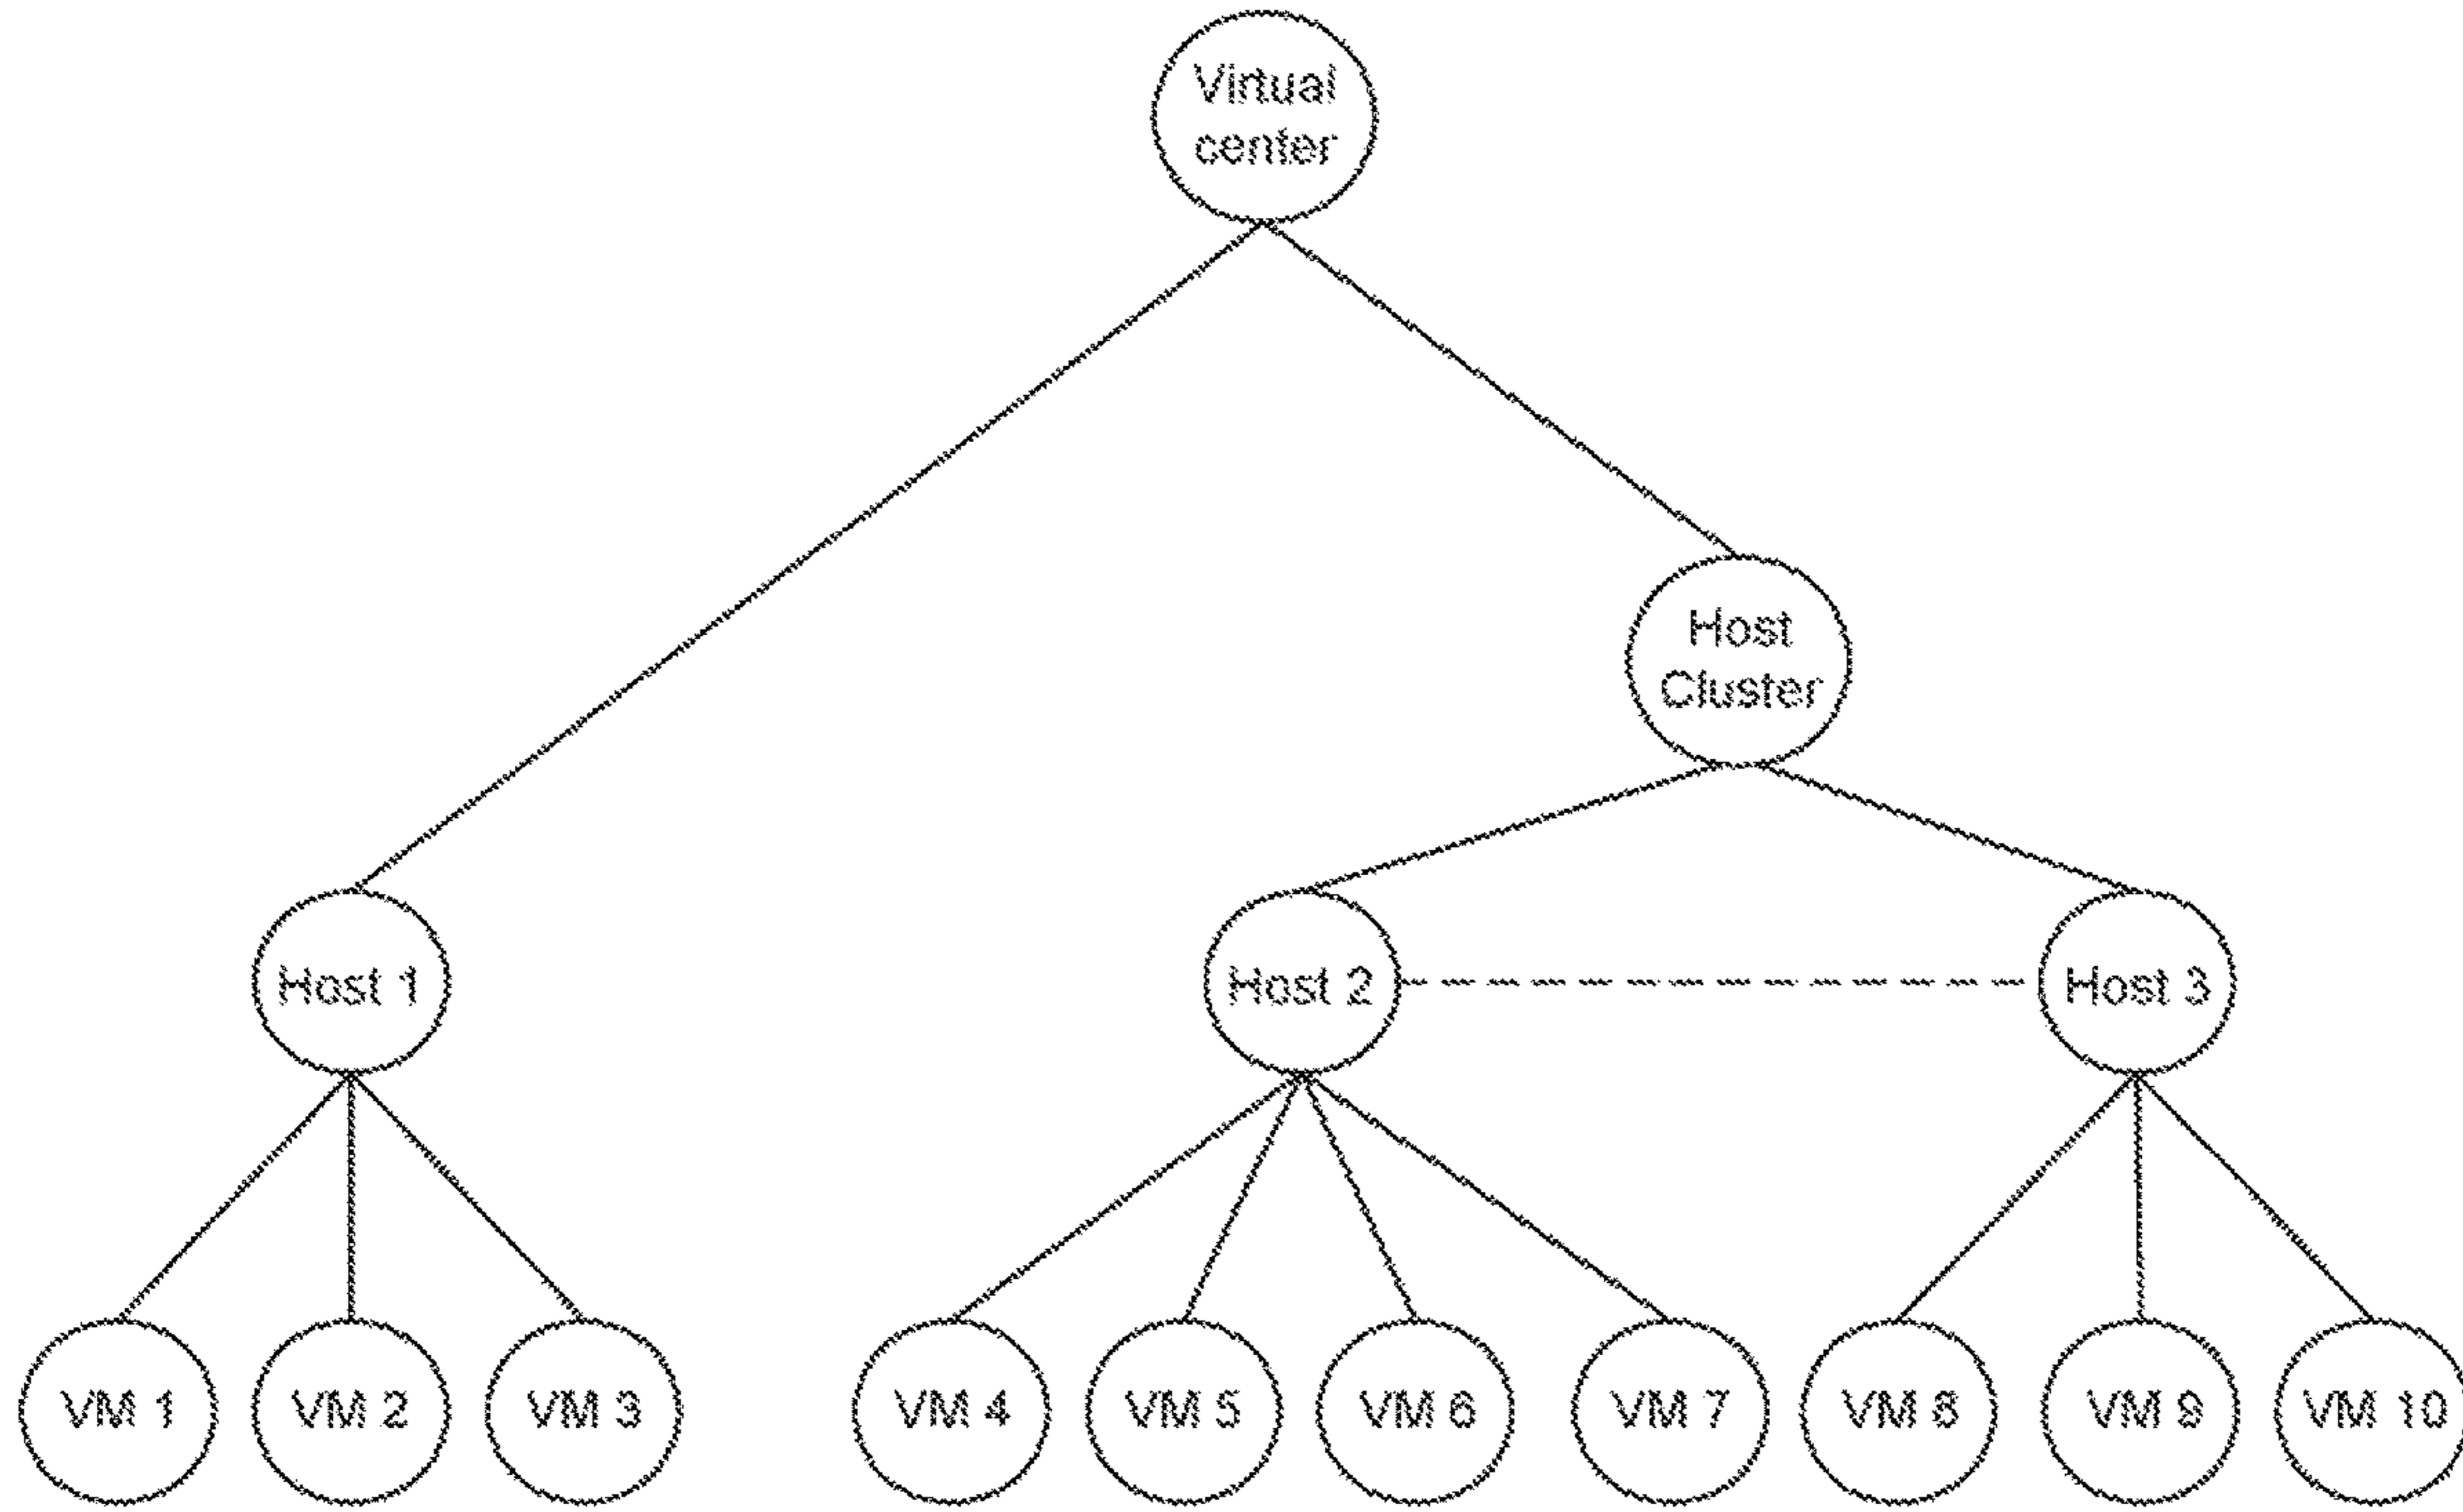 Virtual
center
Host
Cluster
Host 1
Host 2
Host 3
VM 1
VM 2
VM 3
VM 4
VM 5
VM 6
VM 7
VM 8
VM 9
VM 10